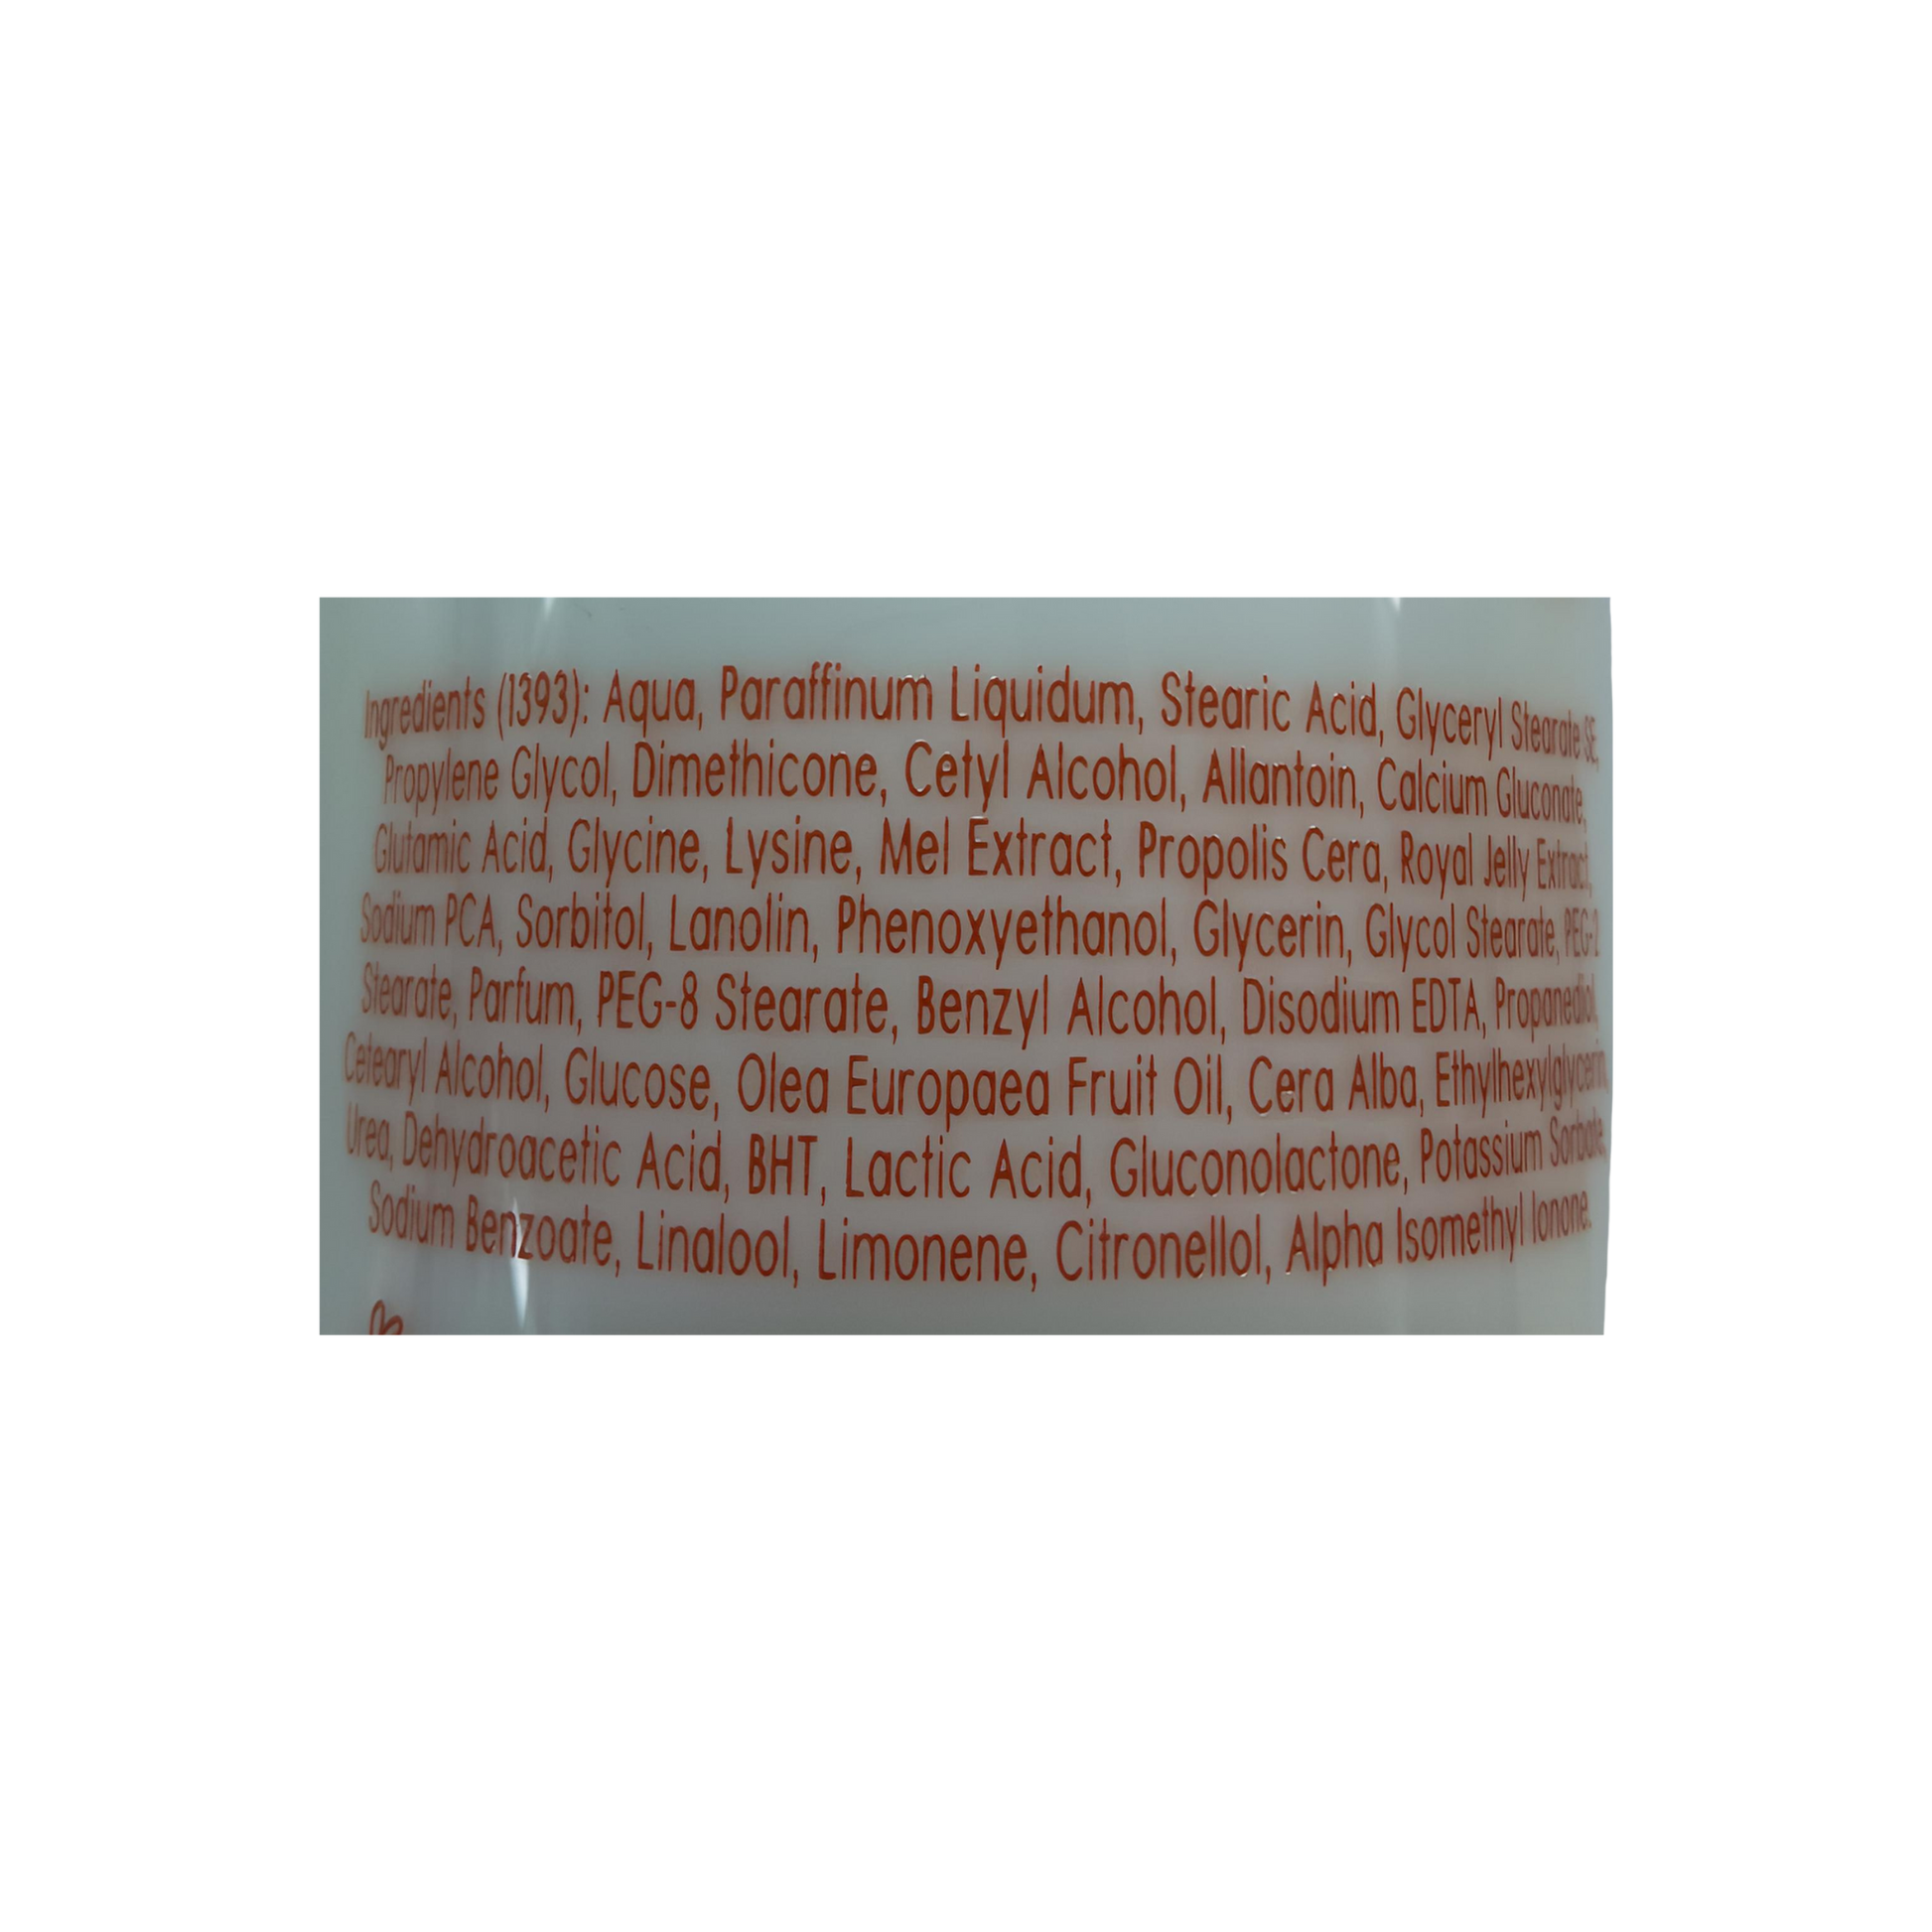 Ingredients (1393): Aqua, Paraffinum Liquidum, Stearic Acid, Glyceryl Stearate SE,
Propylene Glycol, Dimethicone, Cetyl Alcohol, Allantoin, Calcium Gluconate,
Glutamic Acid, Glycine, Lysine, Mel Extract, Propolis Cera, Royal Jelly Extract,
Sodium PCA, Sorbitol, Lanolin, Phenoxyethanol, Glycerin, Glycol Stearate, PEG-2
Stearate, Parfum, PEG-8 Stearate, Benzyl Alcohol, Disodium EDTA, Propanediol,
Cetearyl Alcohol, Glucose, Olea Europaea Fruit Oil, Cera Alba, Ethylhexylglycerin,
Urea, Dehydroacetic Acid, BHT, Lactic Acid, Gluconolactone, Potassium Sorbate,
Sodium Benzoate, Linalool, Limonene, Citronellol, Alpha Isomethyl Ionone.